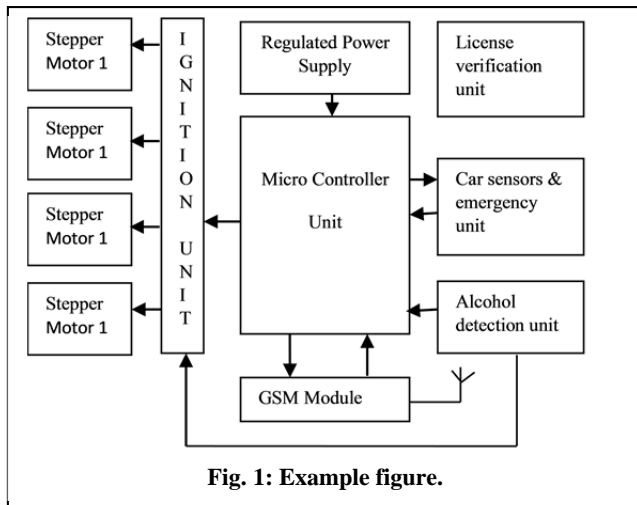 Stepper
Motor 1
Stepper
Motor 1
Stepper
Motor 1
Stepper
Motor 1
I
G
N
I
T
I
O
N
U
N
I
T
Regulated Power
Supply
Micro Controller
Unit
GSM Module
License
verification
unit
Car sensors &
emergency
unit
Alcohol
detection unit
Fig. 1: Example figure.